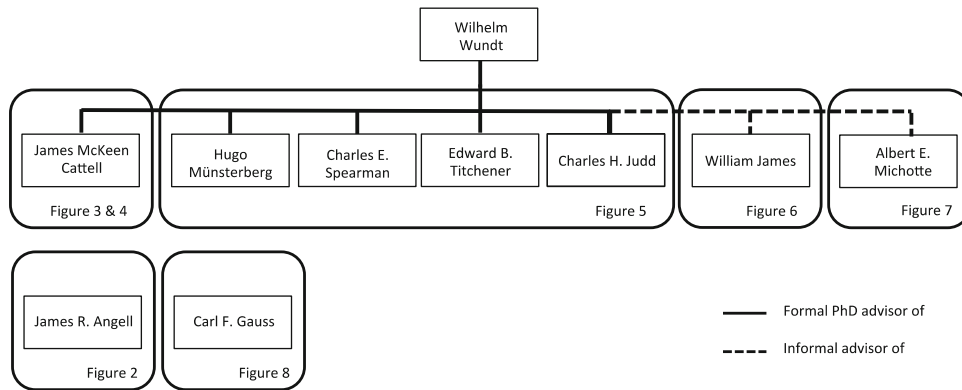 Wilhelm
Wundt
James McKeen
Cattell
Hugo
Münsterberg
Charles E.
Spearman
Edward B.
Titchener
Charles H. Judd
William James
Albert E.
Michotte
Figure 3 & 4
Figure 5
Figure 6
Figure 7
James R. Angell
Carl F. Gauss
Figure 2
Figure 8
Formal PhD advisor of
Informal advisor of